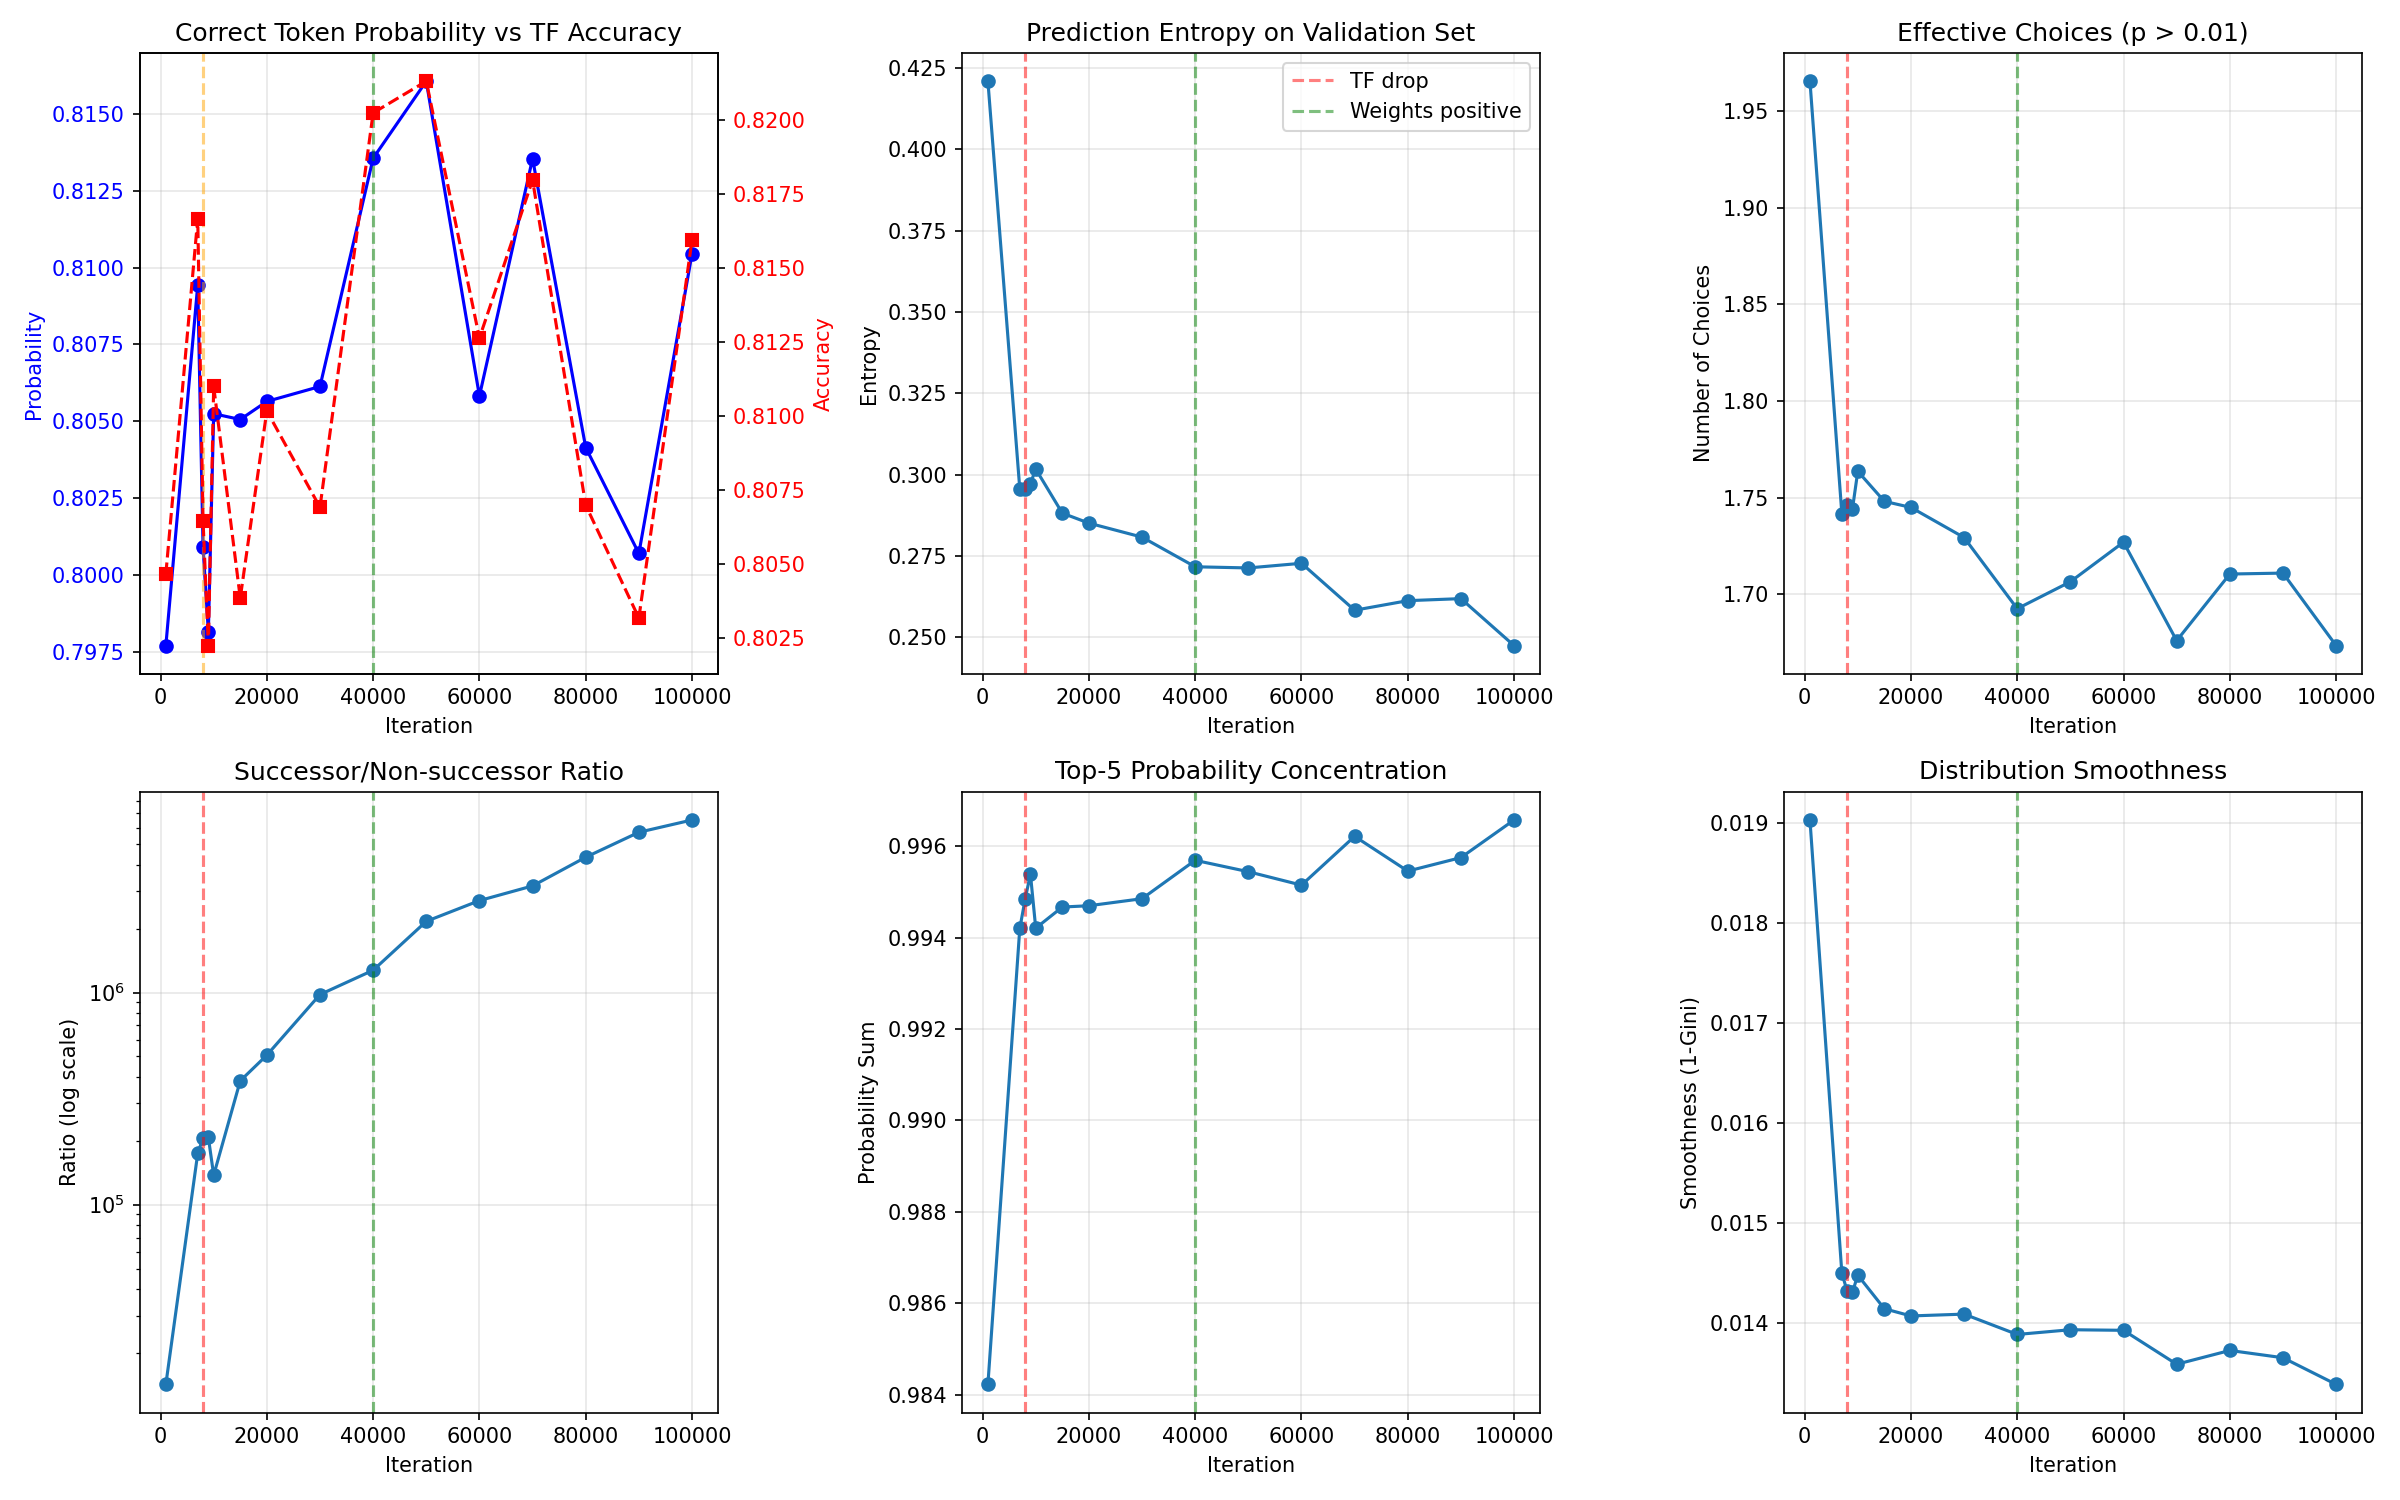 Correct Token Probability vs TF Accuracy
Probability
0.8150
0.8125
0.8100
0.8075
0.8050
0.8025
0.8000
0.7975
0.8200
0.8175
0.8150
0.8125
0.8100
0.8075
0.8050
0.8025
Accuracy
0 20000 40000 60000 80000 100000
Iteration
Prediction Entropy on Validation Set
TF drop
Weights positive
Entropy
0.425
0.400
0.375
0.350
0.325
0.300
0.275
0.250
0 20000 40000 60000 80000 100000
Iteration
Effective Choices (p > 0.01)
Number of Choices
1.95
1.90
1.85
1.80
1.75
1.70
0 20000 40000 60000 80000 100000
Iteration
Successor/Non-successor Ratio
Ratio (log scale)
10⁶
10⁵
0 20000 40000 60000 80000 100000
Iteration
Top-5 Probability Concentration
Probability Sum
0.996
0.994
0.992
0.990
0.988
0.986
0.984
0 20000 40000 60000 80000 100000
Iteration
Distribution Smoothness
Smoothness (1-Gini)
0.019
0.018
0.017
0.016
0.015
0.014
0 20000 40000 60000 80000 100000
Iteration